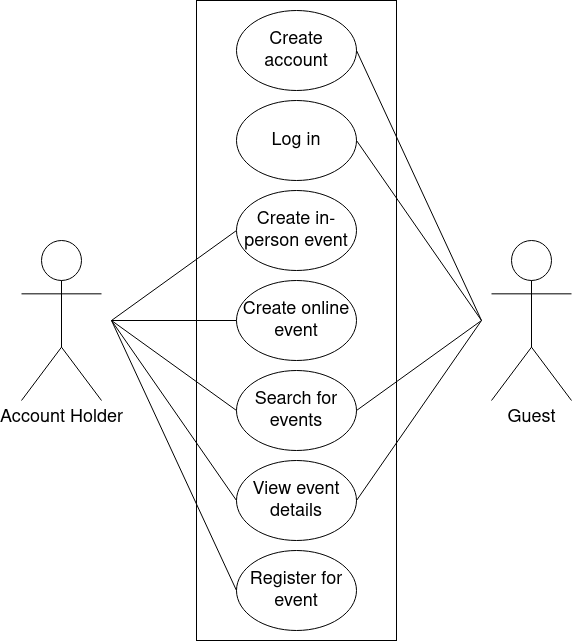 Create
account
Log in
Create in-
person event
Create online
event
Search for
events
View event
details
Register for
event
Account Holder
Guest